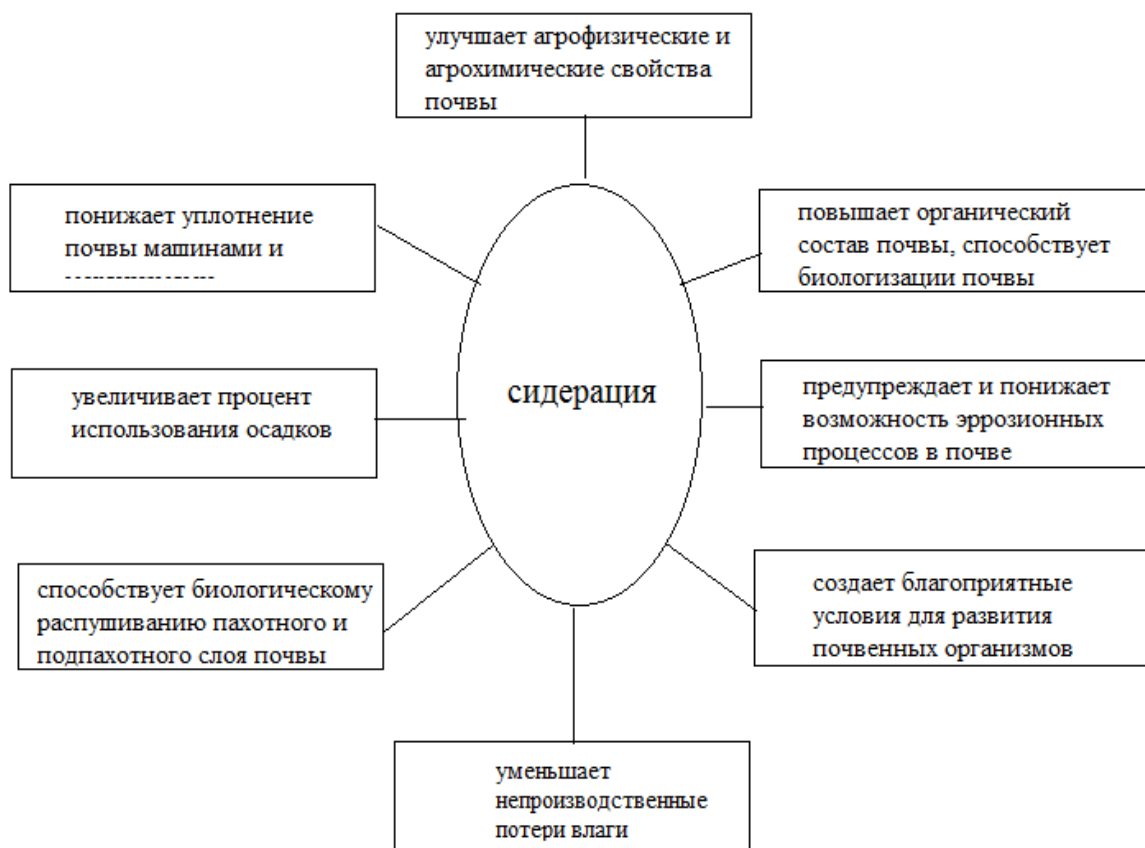 улучшает агрофизические и
агрохимические свойства
почвы
понижает уплотнение
почвы машинами и
повышает органический
состав почвы, способствует
биологизации почвы
увеличивает процент
использования осадков
сидерация
предупреждает и понижает
возможность эррозионных
процессов в почве
способствует биологическому
распушиванию пахотного и
подпахотного слоя почвы
создает благоприятные
условия для развития
почвенных организмов
уменьшает
непроизводственные
потери влаги